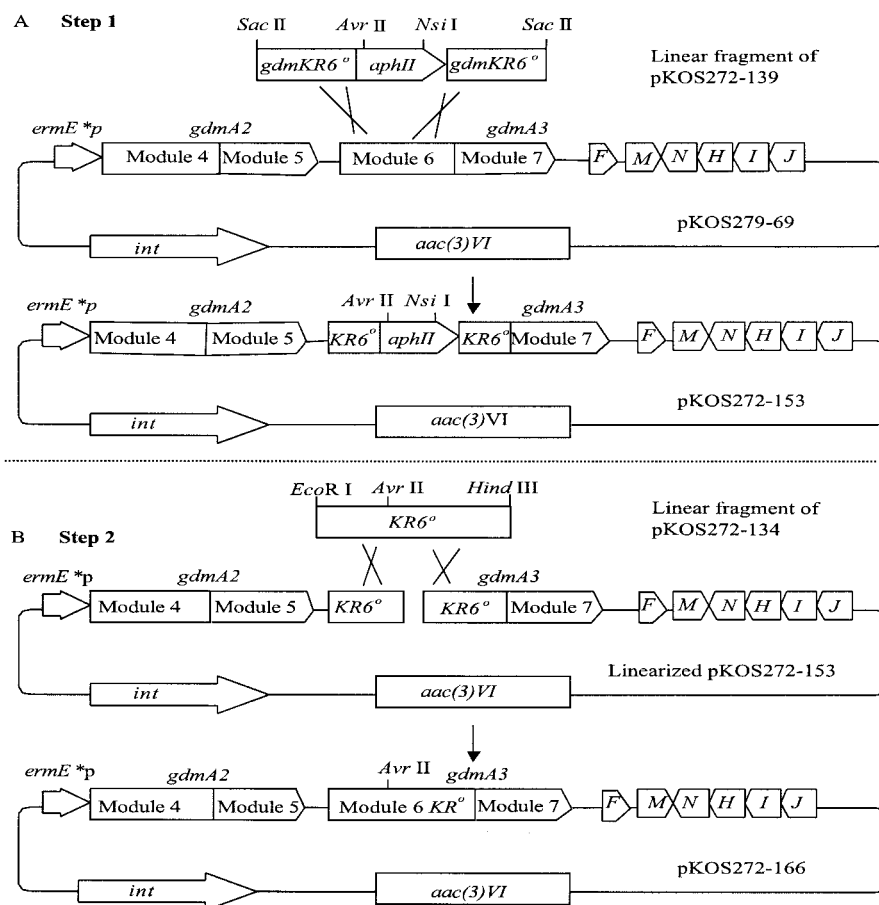 A Step 1
Sac II Avr II Nsi I Sac II
gdmKR6° aphII gdmKR6°
Linear fragment of
pKOS272-139
ermE *p gdmA2 gdmA3
Module 4 Module 5 Module 6 Module 7 F M N H I J
pKOS279-69
int aac(3)VI
ermE *p gdmA2 Avr II Nsi I gdmA3
Module 4 Module 5 KR6° aphII KR6° Module 7 F M N H I J
pKOS272-153
int aac(3)VI
EcoR I Avr II Hind III
KR6°
Linear fragment of
pKOS272-134
B Step 2
ermE *p gdmA2 gdmA3
Module 4 Module 5 KR6° KR6° Module 7 F M N H I J
Linearized pKOS272-153
int aac(3)VI
ermE *p gdmA2 Avr II gdmA3
Module 4 Module 5 Module 6 KR° Module 7 F M N H I J
pKOS272-166
int aac(3)VI